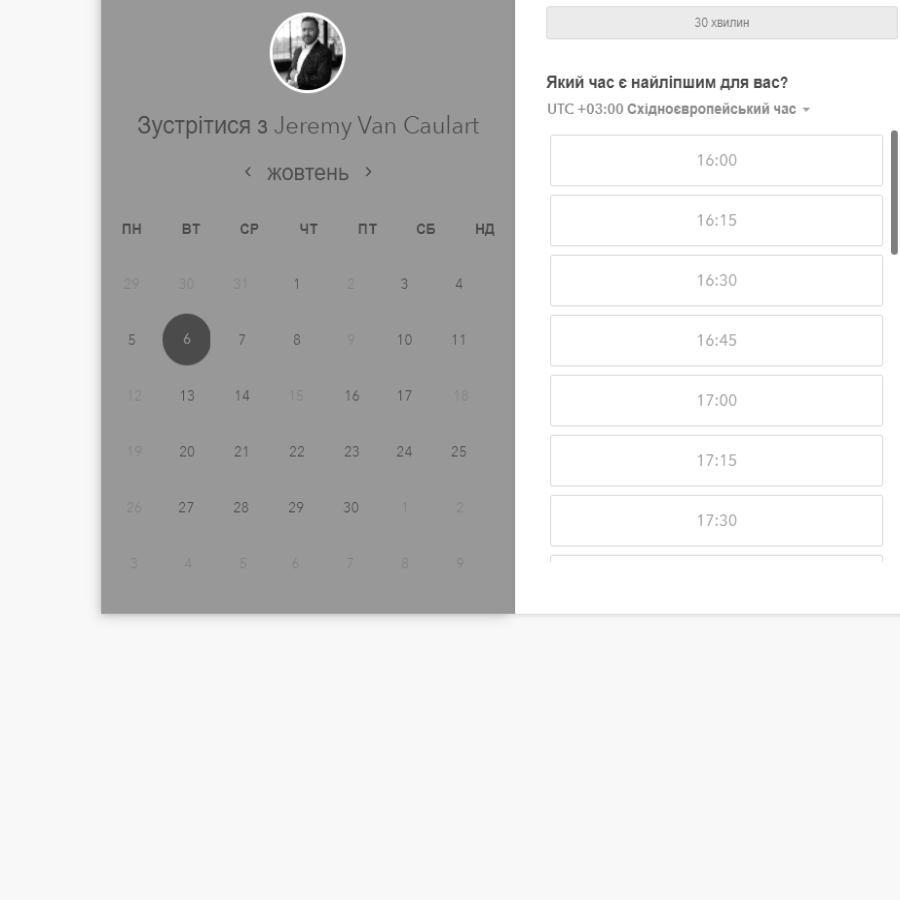 Зустрітися з Jeremy Van Caulart
жовтень
ПН ВТ СР ЧТ ПТ СБ НД
29 30 31 1 2 3 4
5 6 7 8 9 10 11
12 13 14 15 16 17 18
19 20 21 22 23 24 25
26 27 28 29 30 1 2
3 4 5 6 7 8 9
30 хвилин
Який час є найліпшим для вас?
UTC +03:00 Східноєвропейський час
16:00
16:15
16:30
16:45
17:00
17:15
17:30